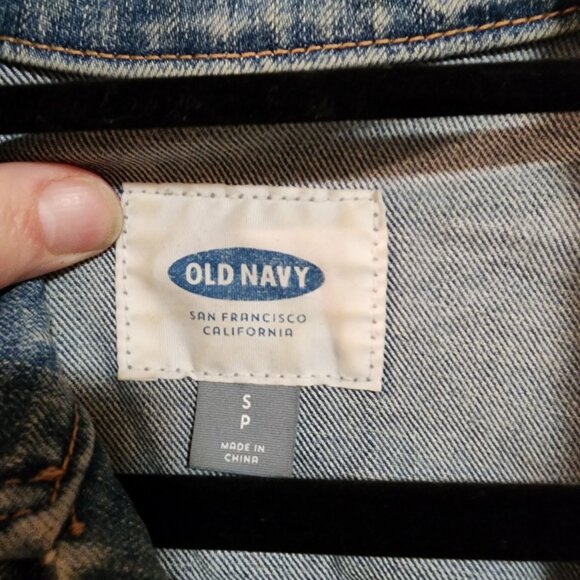 OLD NAVY
SAN FRANCISCO
CALIFORNIA
S
P
MADE IN
CHINA